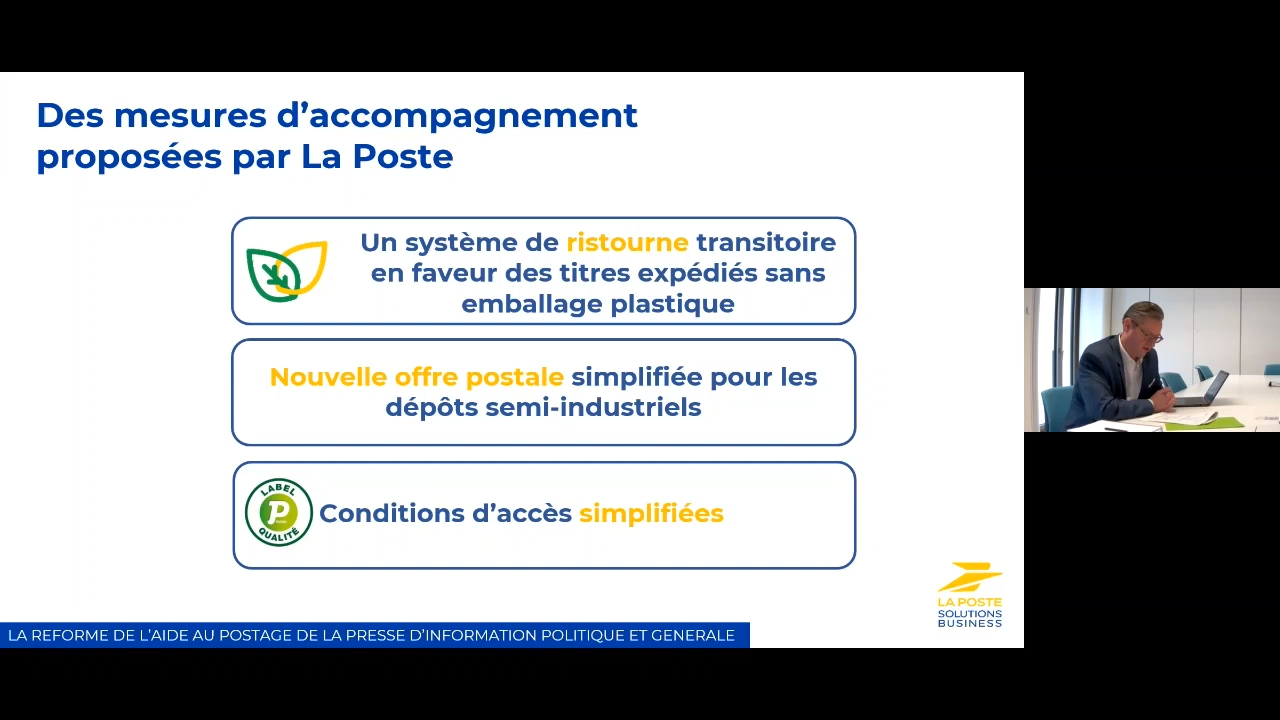 Des mesures d’accompagnement
proposées par La Poste
Un système de ristourne transitoire
en faveur des titres expédiés sans
emballage plastique
Nouvelle offre postale simplifiée pour les
dépôts semi-industriels
LABEL
P
QUALITÉ
Conditions d’accès simplifiées
LA POSTE
SOLUTIONS
BUSINESS
LA REFORME DE L’AIDE AU POSTAGE DE LA PRESSE D’INFORMATION POLITIQUE ET GENERALE